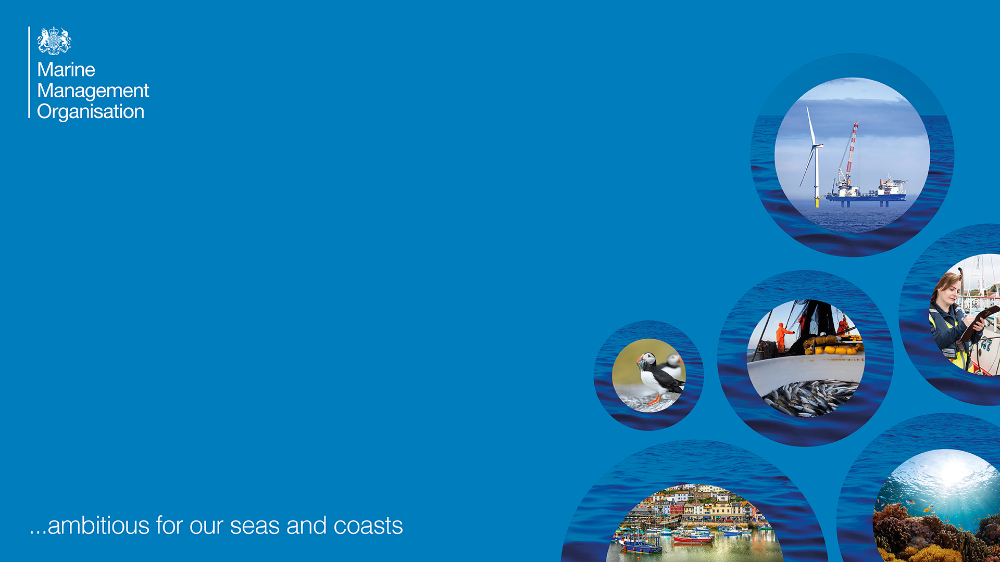 Marine
Management
Organisation
...ambitious for our seas and coasts